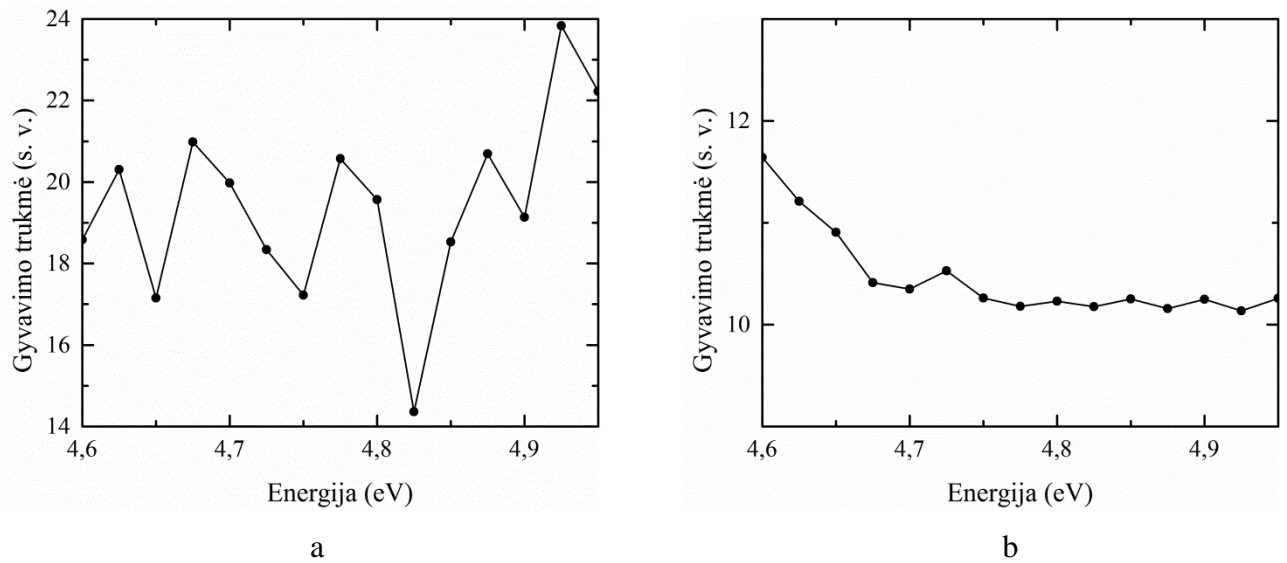 24
22
20
18
16
14
Gyvavimo trukmė (s. v.)
4,6 4,7 4,8 4,9
Energija (eV)
a
12
10
Gyvavimo trukmė (s. v.)
4,6 4,7 4,8 4,9
Energija (eV)
b